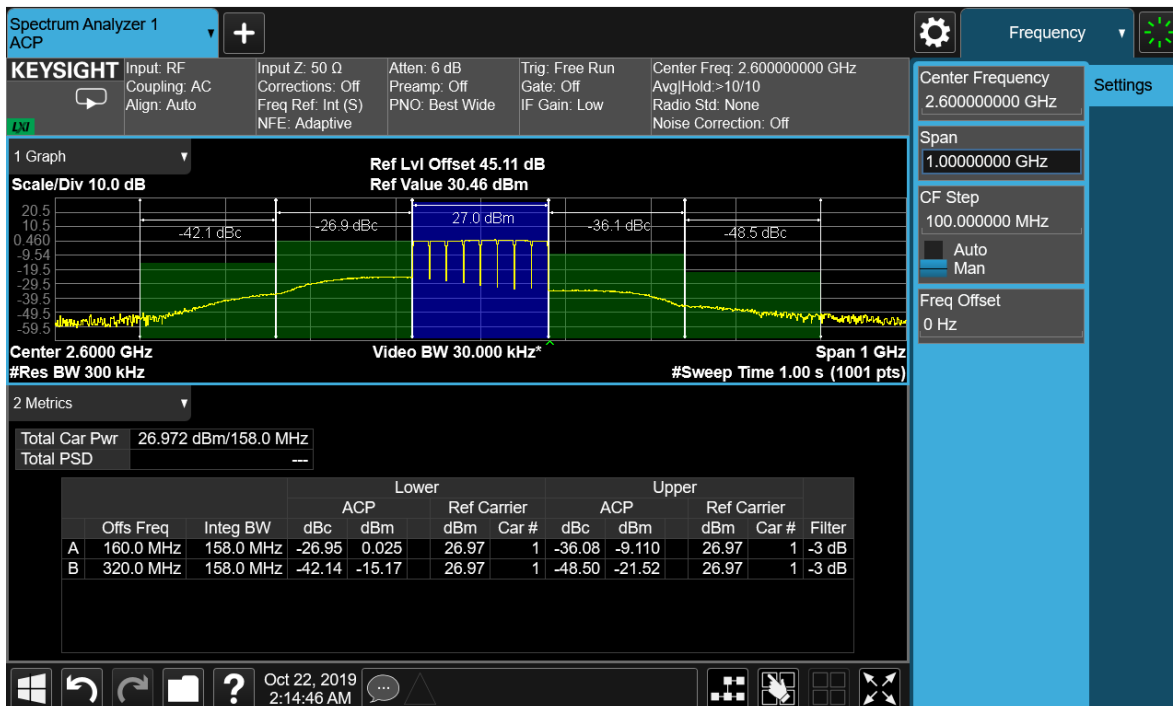 Spectrum Analyzer 1
ACP
Frequency
KEYSIGHT
LXI
Input: RF
Coupling: AC
Align: Auto
Input Z: 50 Ω
Corrections: Off
Freq Ref: Int (S)
NFE: Adaptive
Atten: 6 dB
Preamp: Off
PNO: Best Wide
Trig: Free Run
Gate: Off
IF Gain: Low
Center Freq: 2.600000000 GHz
Avg|Hold:>10/10
Radio Std: None
Noise Correction: Off
Center Frequency
2.600000000 GHz
Settings
Span
1.00000000 GHz
CF Step
100.000000 MHz
Auto
Man
Freq Offset
0 Hz
1 Graph
Scale/Div 10.0 dB
Ref Lvl Offset 45.11 dB
Ref Value 30.46 dBm
20.5
10.5
0.460
-9.54
-19.5
-29.5
-39.5
-49.5
-59.5
-42.1 dBc
-26.9 dBc
27.0 dBm
-36.1 dBc
-48.5 dBc
Center 2.6000 GHz
#Res BW 300 kHz
Video BW 30.000 kHz*
Span 1 GHz
#Sweep Time 1.00 s (1001 pts)
2 Metrics
Total Car Pwr 26.972 dBm/158.0 MHz
Total PSD ---
Lower Upper
ACP Ref Carrier ACP Ref Carrier
Offs Freq Integ BW dBc dBm dBm Car # dBc dBm dBm Car # Filter
A 160.0 MHz 158.0 MHz -26.95 0.025 26.97 1 -36.08 -9.110 26.97 1 -3 dB
B 320.0 MHz 158.0 MHz -42.14 -15.17 26.97 1 -48.50 -21.52 26.97 1 -3 dB
?
Oct 22, 2019
2:14:46 AM